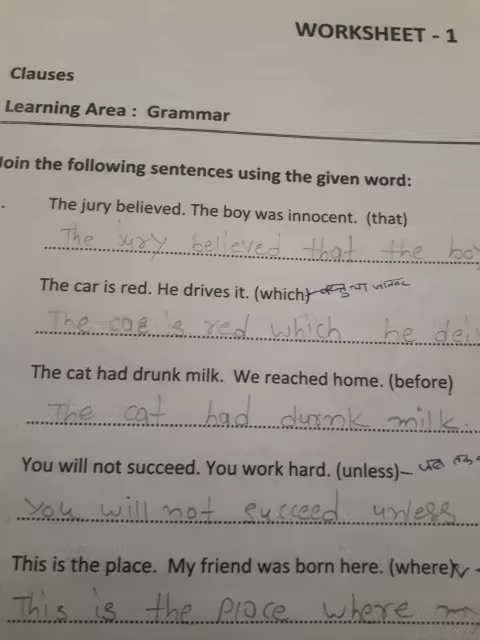 WORKSHEET - 1
Clauses
Learning Area : Grammar
Join the following sentences using the given word:
The jury believed. The boy was innocent. (that)
The jury believed that the boy
The car is red. He drives it. (which)
The car is red which he dri
The cat had drunk milk. We reached home. (before)
The cat had durnk milk.
You will not succeed. You work hard. (unless)
You will not succeed unless
This is the place. My friend was born here. (where)
This is the place where my